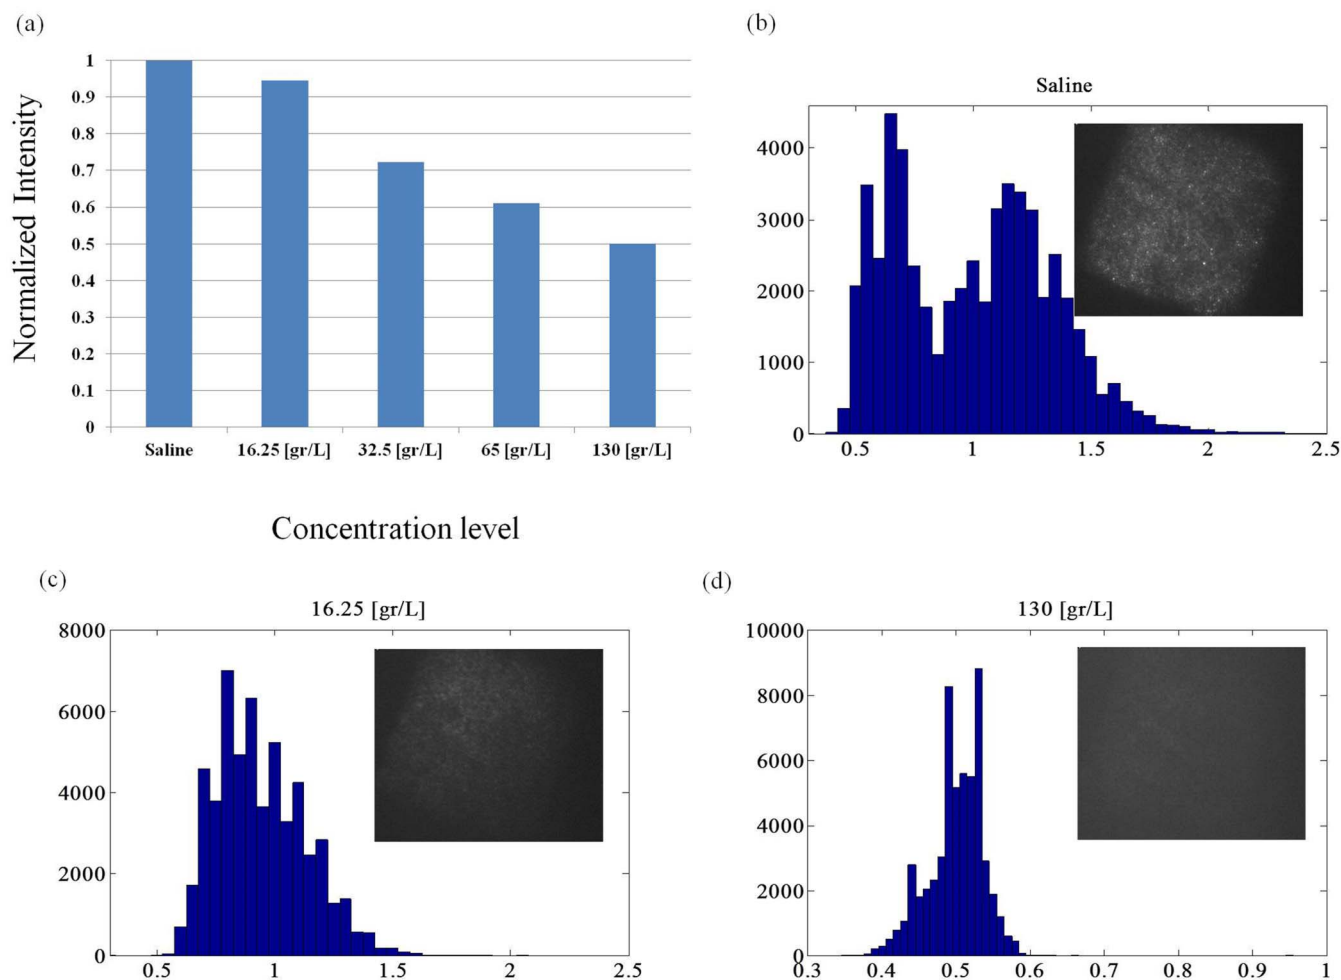 (a)
Normalized Intensity
1
0.9
0.8
0.7
0.6
0.5
0.4
0.3
0.2
0.1
0
Saline 16.25 [gr/L] 32.5 [gr/L] 65 [gr/L] 130 [gr/L]
Concentration level
(b)
Saline
4000
3000
2000
1000
0
0.5 1 1.5 2 2.5
(c)
16.25 [gr/L]
8000
6000
4000
2000
0
0.5 1 1.5 2 2.5
(d)
130 [gr/L]
10000
8000
6000
4000
2000
0
0.3 0.4 0.5 0.6 0.7 0.8 0.9 1